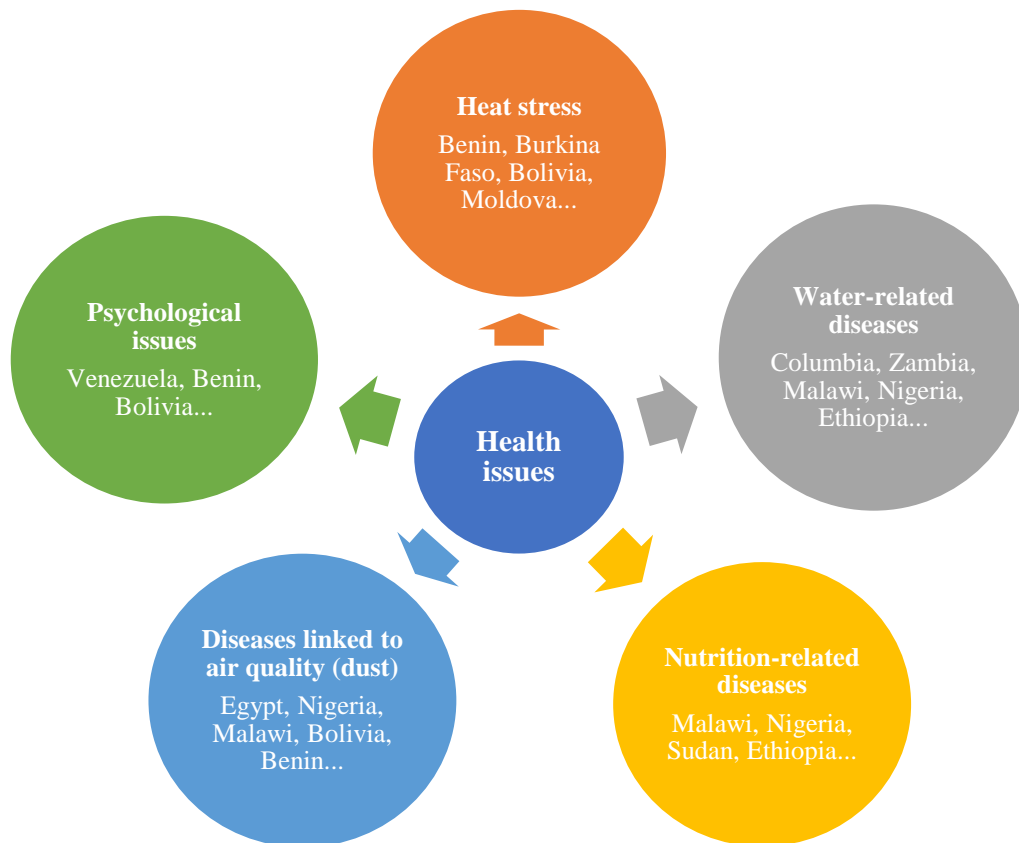 Heat stress
Benin, Burkina
Faso, Bolivia,
Moldova...
Psychological
issues
Venezuela, Benin,
Bolivia...
Water-related
diseases
Columbia, Zambia,
Malawi, Nigeria,
Ethiopia...
Health
issues
Diseases linked to
air quality (dust)
Egypt, Nigeria,
Malawi, Bolivia,
Benin...
Nutrition-related
diseases
Malawi, Nigeria,
Sudan, Ethiopia...